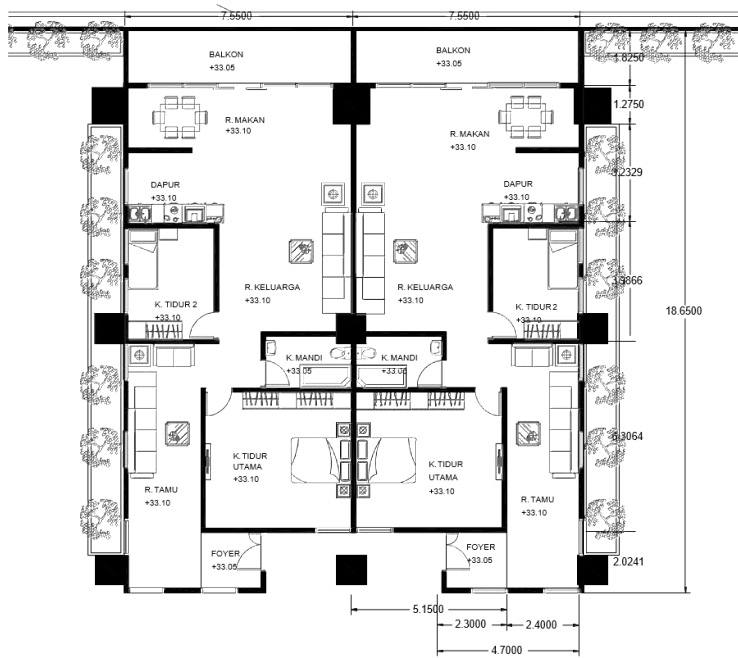 7.5500 7.5500
BALKON
+33.05
BALKON
+33.05
1.8250
1.2750
R. MAKAN
+33.10
R. MAKAN
+33.10
3.2329
DAPUR
+33.10
DAPUR
+33.10
3.9866
R. KELUARGA
+33.10
R. KELUARGA
+33.10
K. TIDUR 2
+33.10
K. TIDUR 2
+33.10
18.6500
K. MANDI
+33.05
K. MANDI
+33.05
6.3064
K.TIDUR
UTAMA
+33.10
K.TIDUR
UTAMA
+33.10
R. TAMU
+33.10
R. TAMU
+33.10
FOYER
+33.05
FOYER
+33.05
2.0241
5.1500
2.3000 2.4000
4.7000